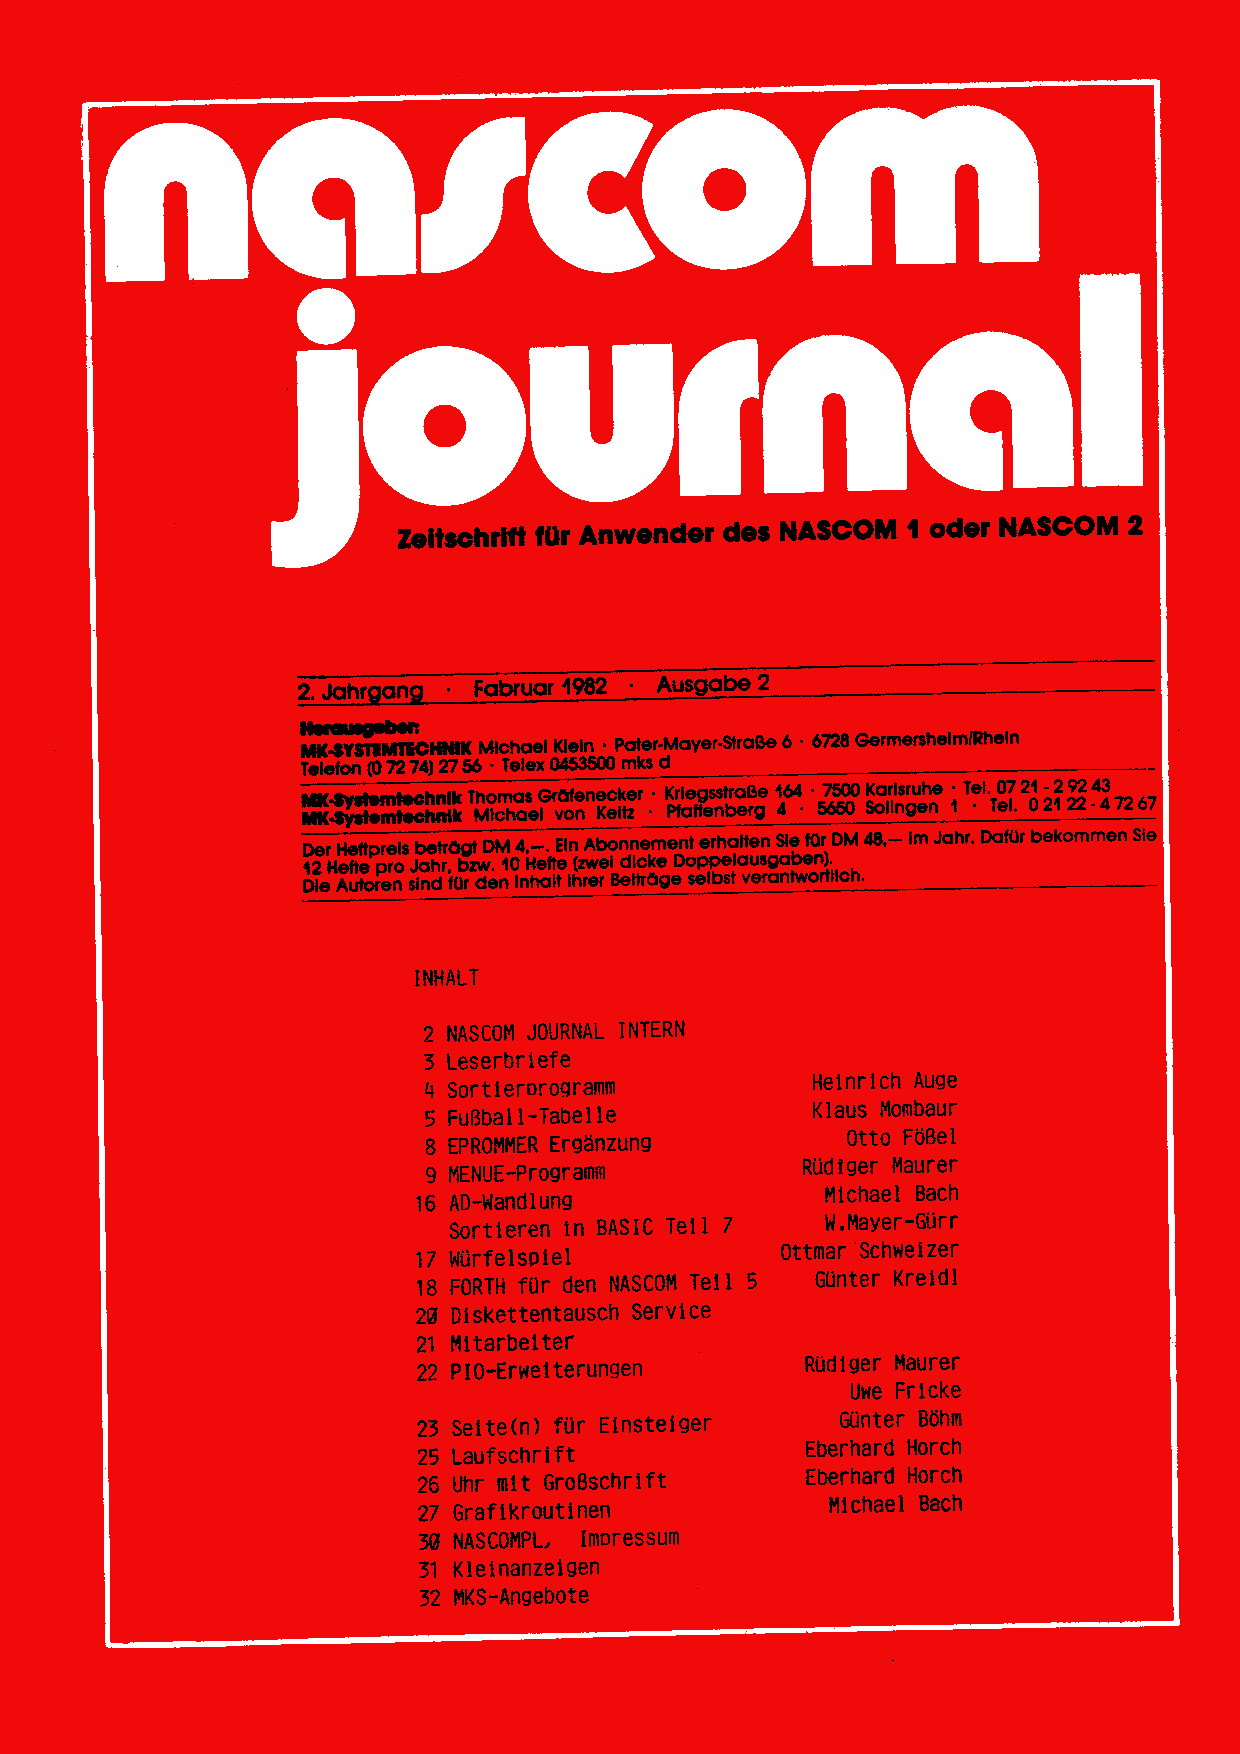 nascom
journal
Zeitschrift für Anwender des NASCOM 1 oder NASCOM 2
2. Jahrgang · Fabruar 1982 · Ausgabe 2
Herausgeber:
MK-SYSTEMTECHNIK Michael Klein · Pater-Mayer-Straße 6 · 6728 Germersheim/Rhein
Telefon (0 72 74) 27 56 · Telex 0453500 mks d
MK-Systemtechnik Thomas Gräfenecker · Kriegsstraße 164 · 7500 Karlsruhe · Tel. 07 21 - 2 92 43
MK-Systemtechnik Michael von Keitz · Pfaffenberg 4 · 5650 Solingen 1 · Tel. 0 21 22 - 4 72 67
Der Heftpreis beträgt DM 4,—. Ein Abonnement erhalten Sie für DM 48,— im Jahr. Dafür bekommen Sie
12 Hefte pro Jahr, bzw. 10 Hefte (zwei dicke Doppelausgaben).
Die Autoren sind für den Inhalt ihrer Beiträge selbst verantwortlich.
INHALT
2 NASCOM JOURNAL INTERN
3 Leserbriefe
4 Sortierprogramm Heinrich Auge
5 Fußball-Tabelle Klaus Mombaur
8 EPROMMER Ergänzung Otto Fößel
9 MENUE-Programm Rüdiger Maurer
16 AD-Wandlung Michael Bach
Sortieren in BASIC Teil 7 W.Mayer-Gürr
17 Würfelspiel Ottmar Schweizer
18 FORTH für den NASCOM Teil 5 Günter Kreidl
20 Diskettentausch Service
21 Mitarbeiter
22 PIO-Erweiterungen Rüdiger Maurer
Uwe Fricke
23 Seite(n) für Einsteiger Günter Böhm
25 Laufschrift Eberhard Horch
26 Uhr mit Großschrift Eberhard Horch
27 Grafikroutinen Michael Bach
30 NASCOMPL, Impressum
31 Kleinanzeigen
32 MKS-Angebote